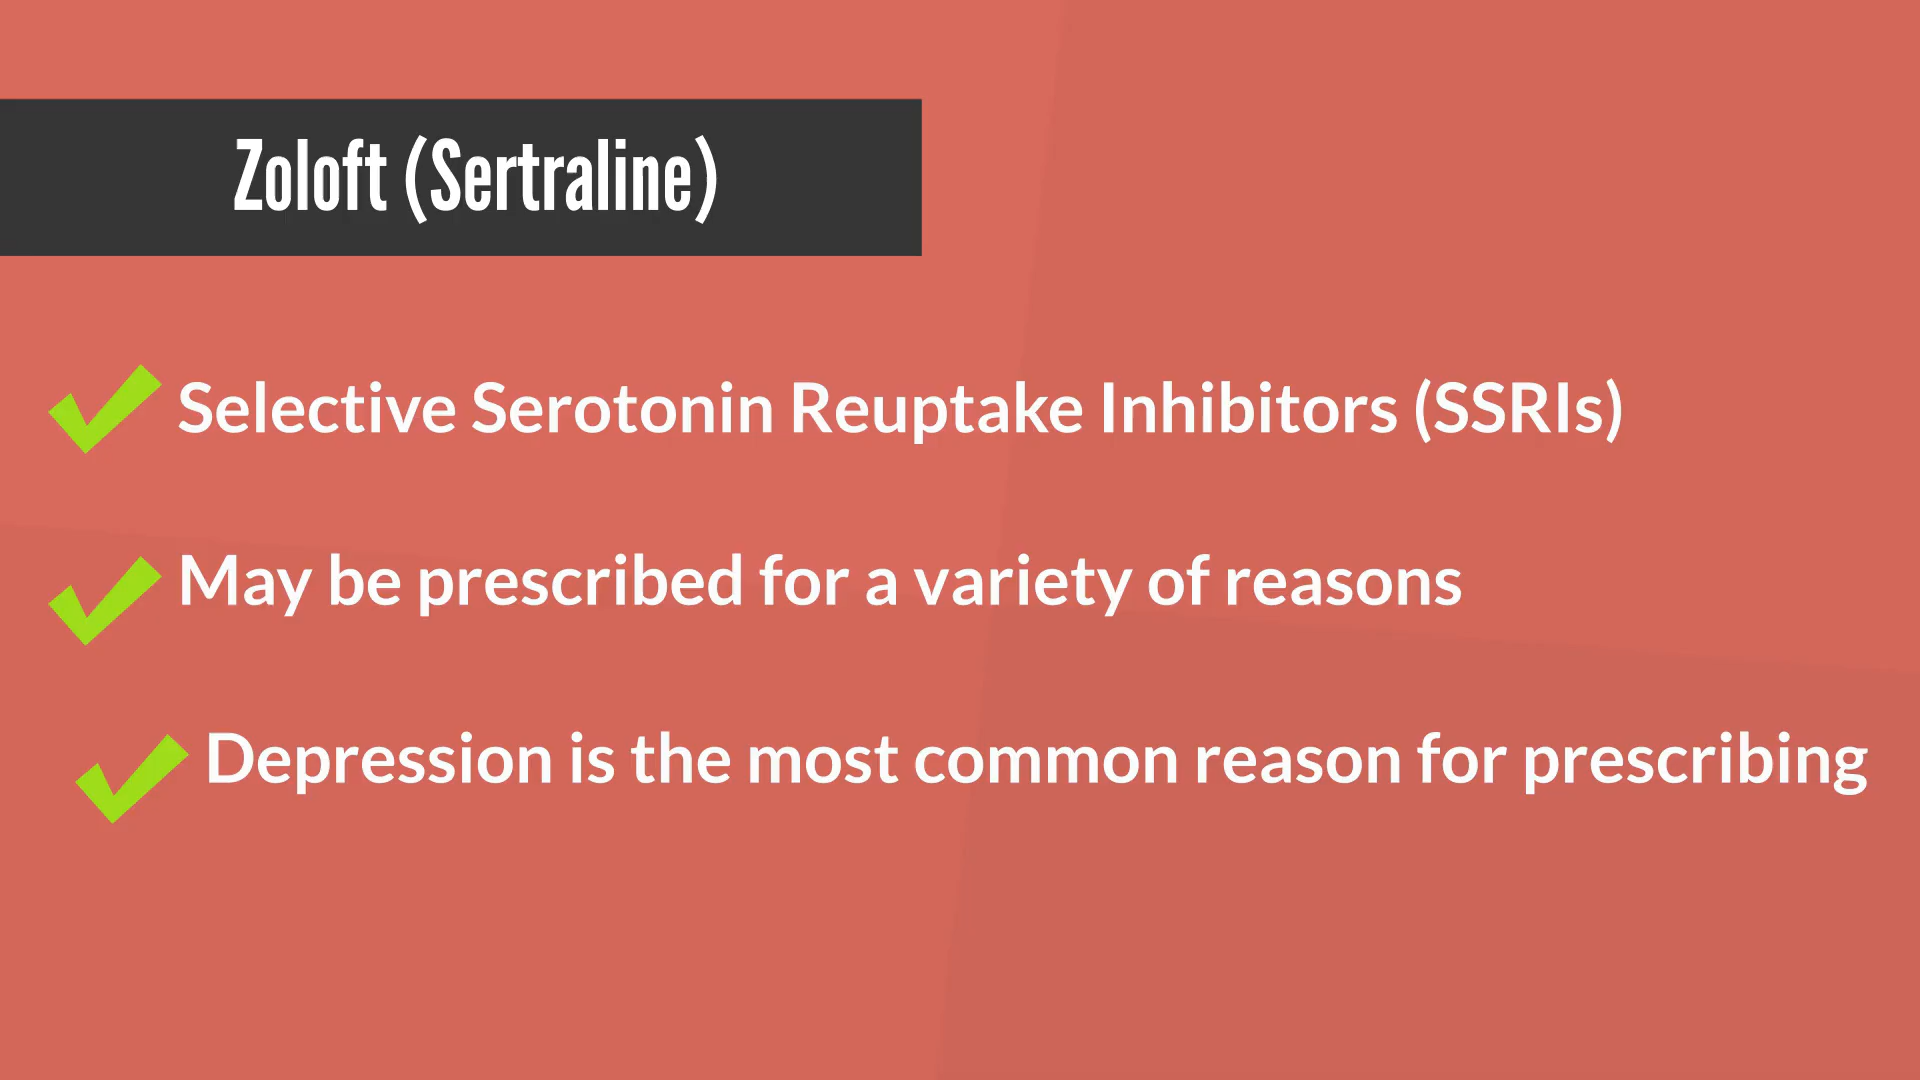 Zoloft (Sertraline)
Selective Serotonin Reuptake Inhibitors (SSRIs)
May be prescribed for a variety of reasons
Depression is the most common reason for prescribing